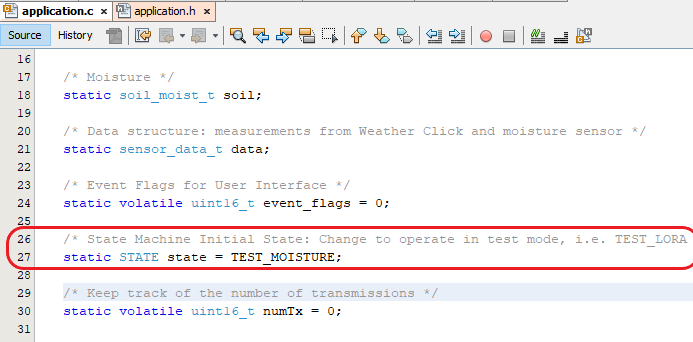 application.c x application.h x
Source History
16
17 /* Moisture */
18 static soil_moist_t soil;
19
20 /* Data structure: measurements from Weather Click and moisture sensor */
21 static sensor_data_t data;
22
23 /* Event Flags for User Interface */
24 static volatile uint16_t event_flags = 0;
25
26 /* State Machine Initial State: Change to operate in test mode, i.e. TEST_LORA
27 static STATE state = TEST_MOISTURE;
28
29 /* Keep track of the number of transmissions */
30 static volatile uint16_t numTx = 0;
31